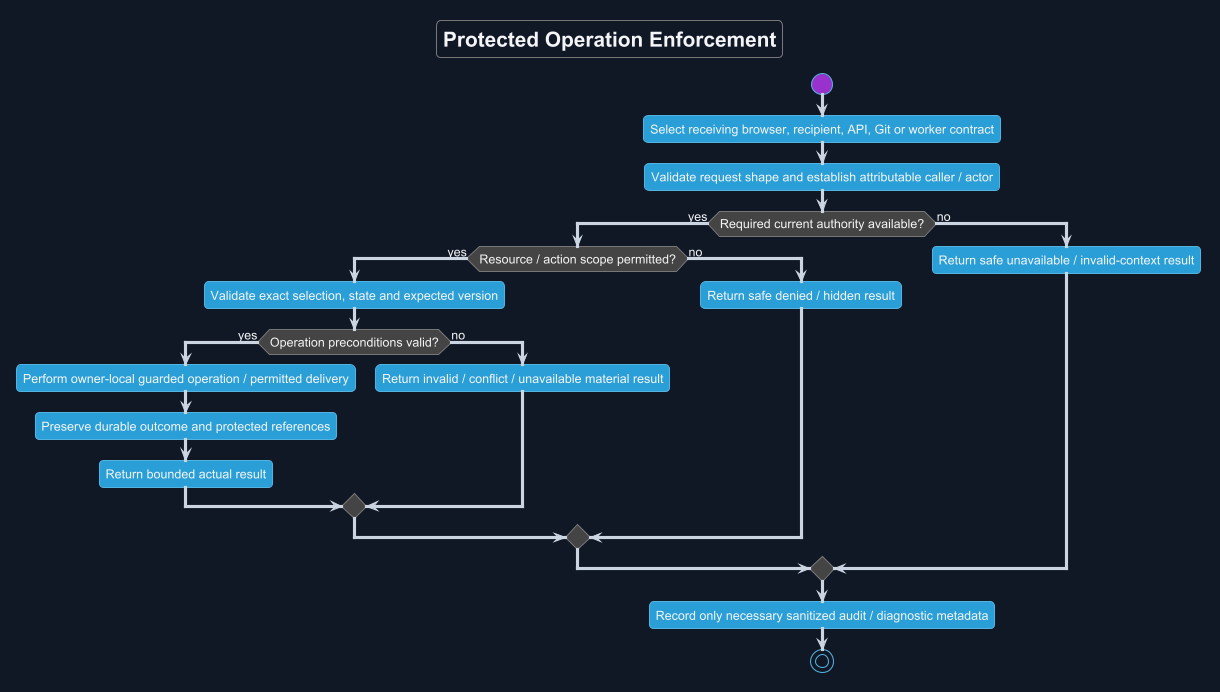 Protected Operation Enforcement
Select receiving browser, recipient, API, Git or worker contract
Validate request shape and establish attributable caller / actor
yes
Required current authority available?
no
yes
Resource / action scope permitted?
no
Return safe unavailable / invalid-context result
Validate exact selection, state and expected version
Return safe denied / hidden result
yes
Operation preconditions valid?
no
Perform owner-local guarded operation / permitted delivery
Return invalid / conflict / unavailable material result
Preserve durable outcome and protected references
Return bounded actual result
Record only necessary sanitized audit / diagnostic metadata